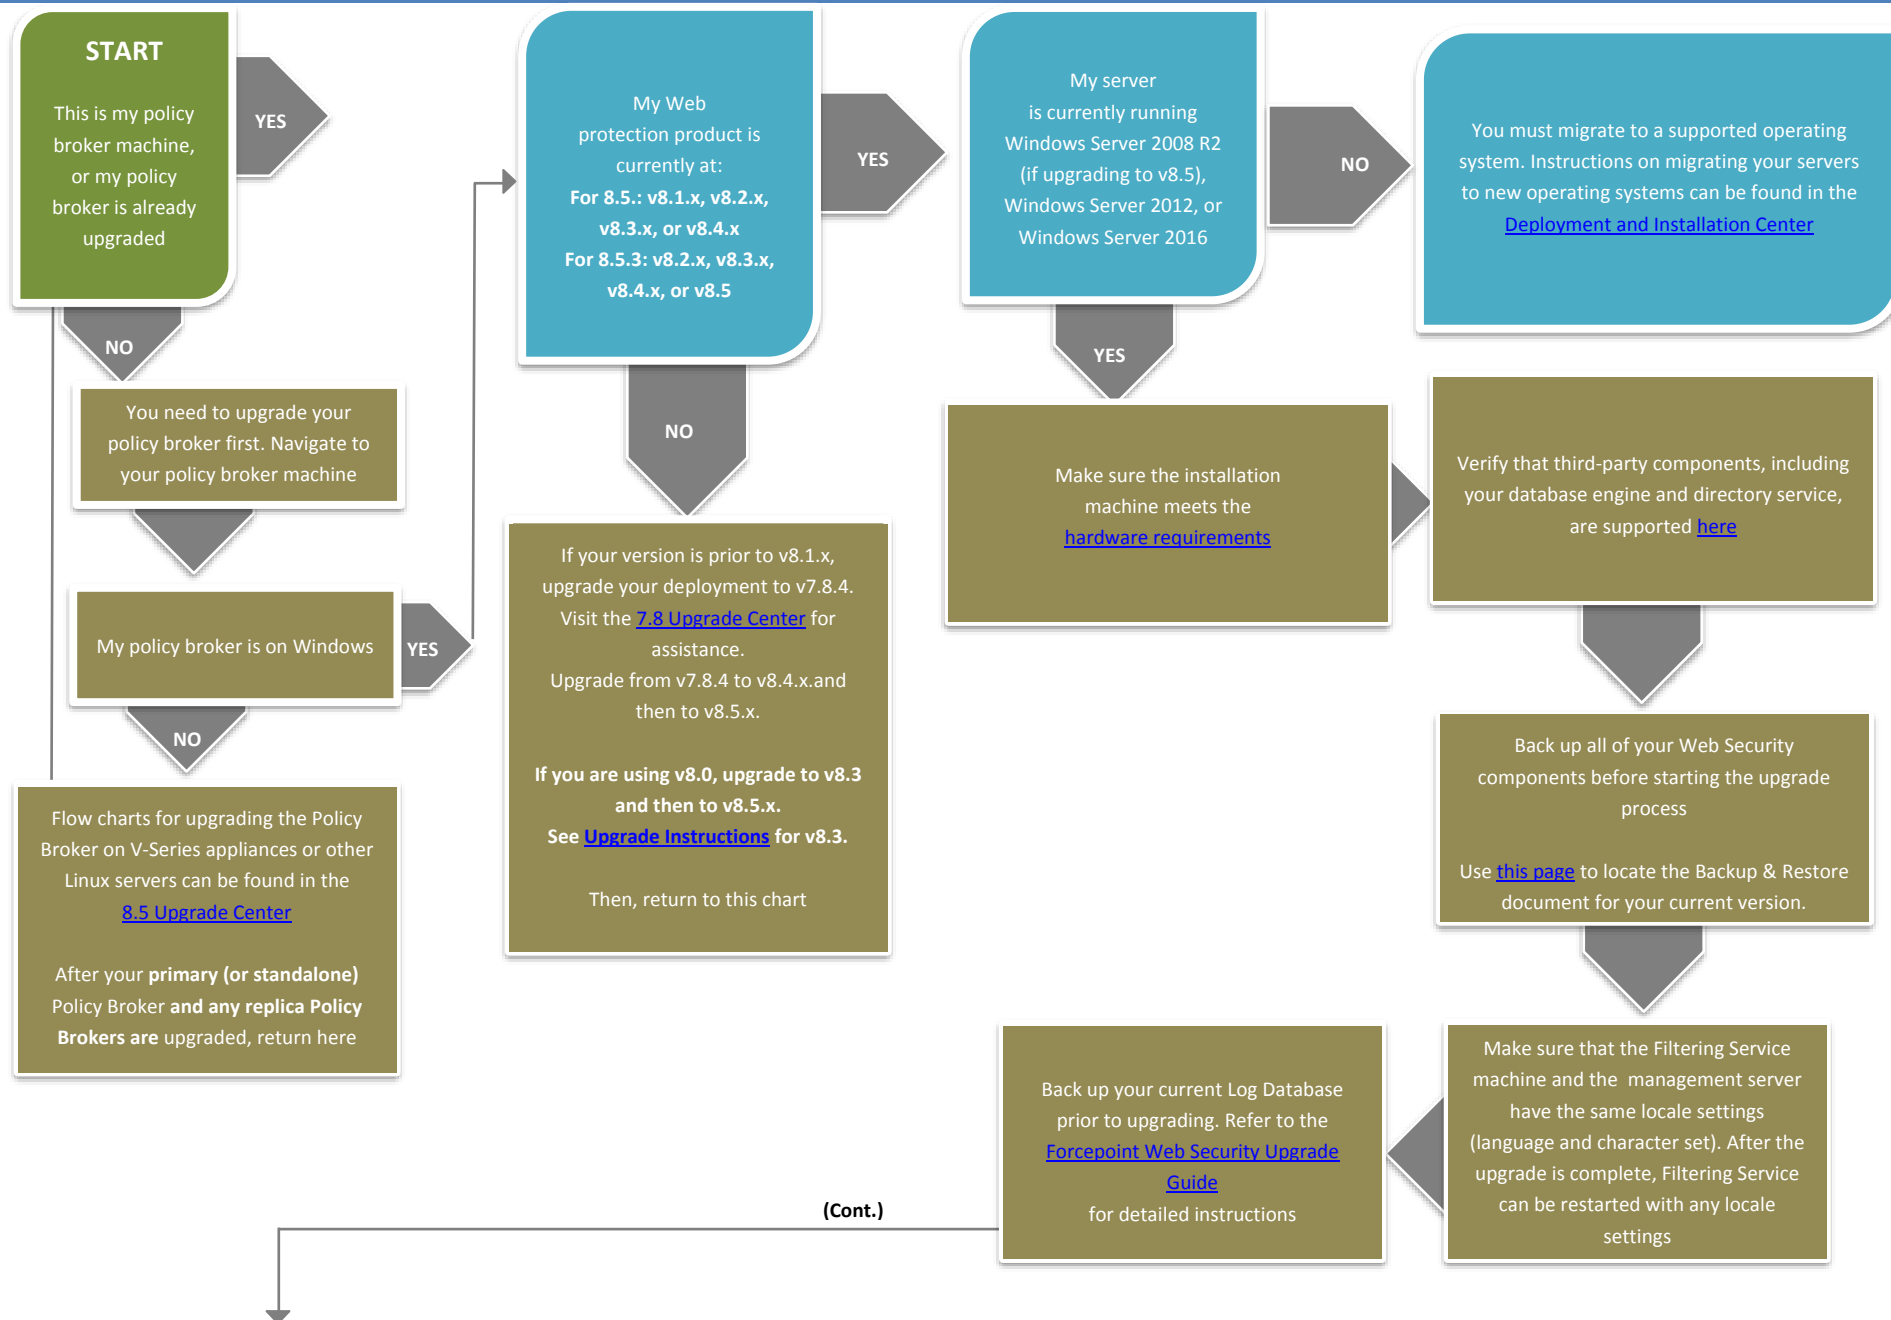 START
This is my policy
broker machine,
or my policy
broker is already
upgraded
YES
NO
You need to upgrade your
policy broker first. Navigate to
your policy broker machine
My policy broker is on Windows
YES
NO
Flow charts for upgrading the Policy
Broker on V-Series appliances or other
Linux servers can be found in the
8.5 Upgrade Center
After your primary (or standalone)
Policy Broker and any replica Policy
Brokers are upgraded, return here
My Web
protection product is
currently at:
For 8.5.: v8.1.x, v8.2.x,
v8.3.x, or v8.4.x
For 8.5.3: v8.2.x, v8.3.x,
v8.4.x, or v8.5
YES
NO
If your version is prior to v8.1.x,
upgrade your deployment to v7.8.4.
Visit the 7.8 Upgrade Center for
assistance.
Upgrade from v7.8.4 to v8.4.x.and
then to v8.5.x.
If you are using v8.0, upgrade to v8.3
and then to v8.5.x.
See Upgrade Instructions for v8.3.
Then, return to this chart
My server
is currently running
Windows Server 2008 R2
(if upgrading to v8.5),
Windows Server 2012, or
Windows Server 2016
NO
YES
You must migrate to a supported operating
system. Instructions on migrating your servers
to new operating systems can be found in the
Deployment and Installation Center
Make sure the installation
machine meets the
hardware requirements
Verify that third-party components, including
your database engine and directory service,
are supported here
Back up all of your Web Security
components before starting the upgrade
process
Use this page to locate the Backup & Restore
document for your current version.
Make sure that the Filtering Service
machine and the management server
have the same locale settings
(language and character set). After the
upgrade is complete, Filtering Service
can be restarted with any locale
settings
Back up your current Log Database
prior to upgrading. Refer to the
Forcepoint Web Security Upgrade
Guide
for detailed instructions
(Cont.)